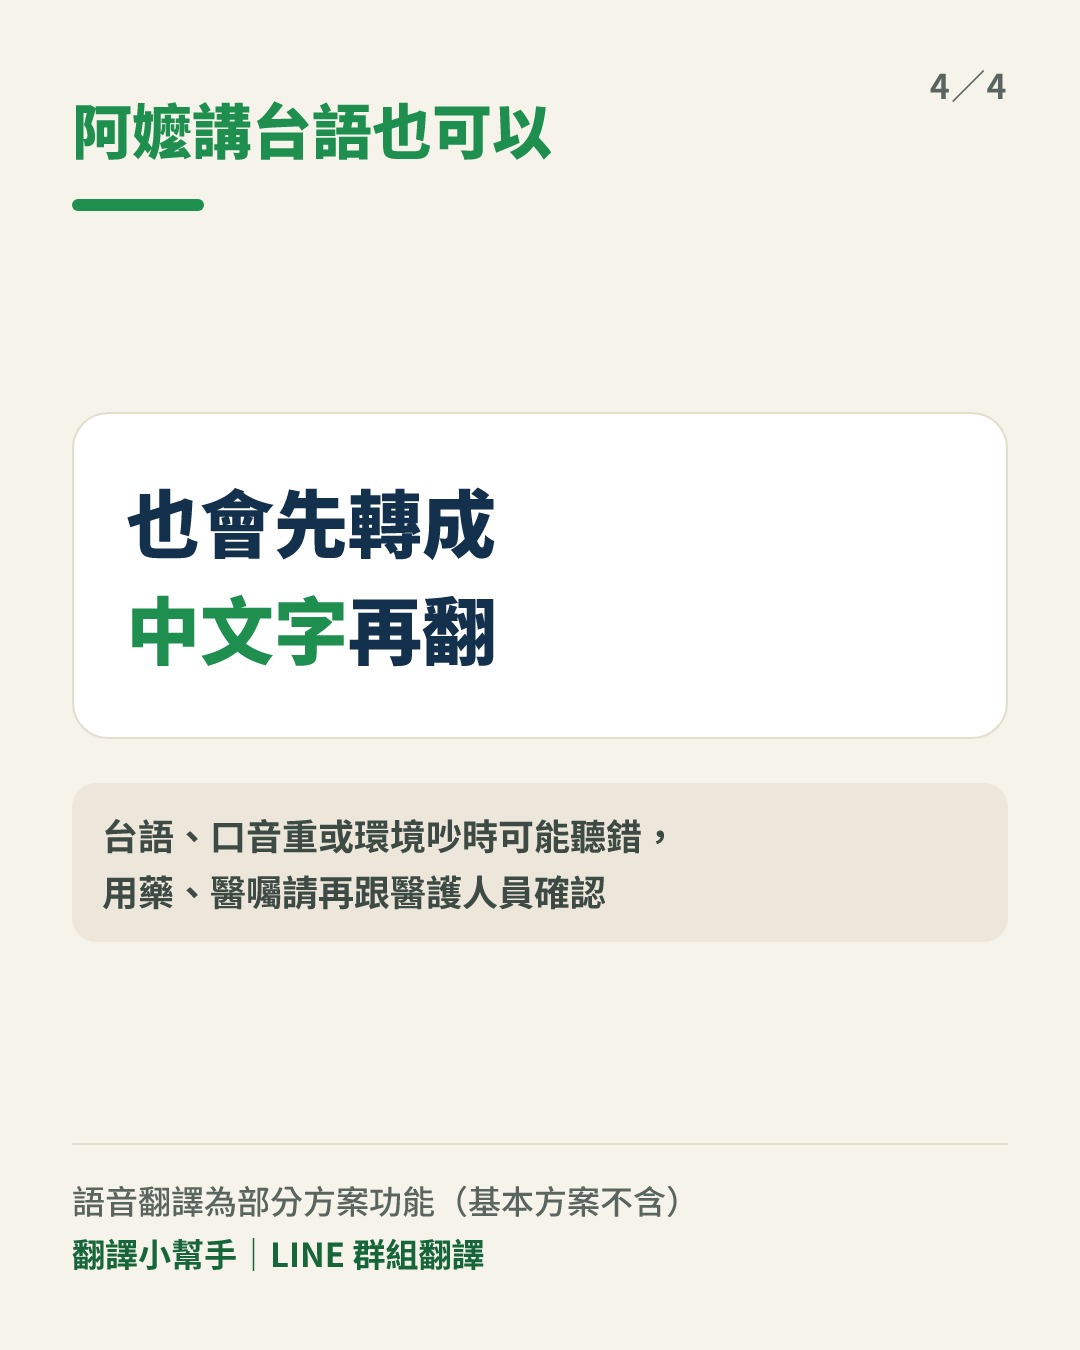 4／4
阿嬤講台語也可以
也會先轉成
中文字再翻
台語、口音重或環境吵時可能聽錯，
用藥、醫囑請再跟醫護人員確認
語音翻譯為部分方案功能（基本方案不含）
翻譯小幫手｜LINE 群組翻譯